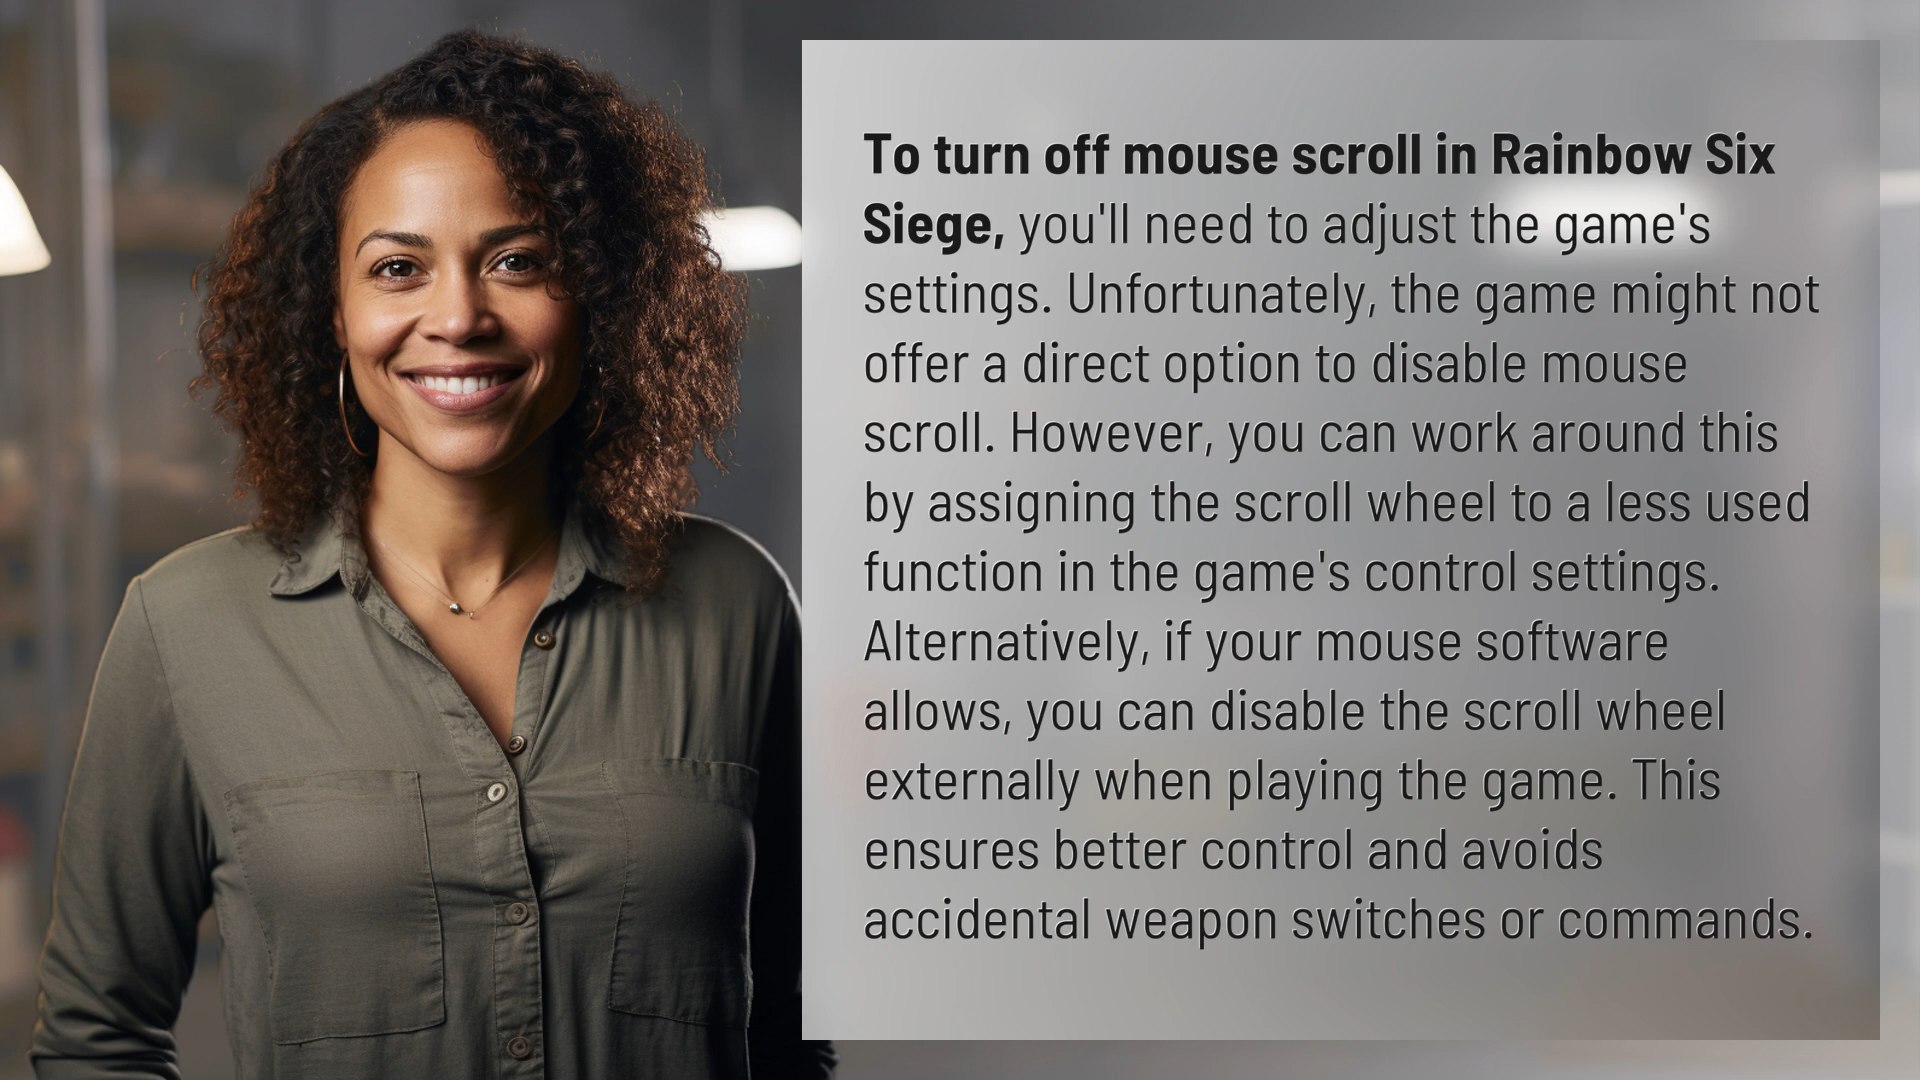 To turn off mouse scroll in Rainbow Six
Siege, you'll need to adjust the game's
settings. Unfortunately, the game might not
offer a direct option to disable mouse
scroll. However, you can work around this
by assigning the scroll wheel to a less used
function in the game's control settings.
Alternatively, if your mouse software
allows, you can disable the scroll wheel
externally when playing the game. This
ensures better control and avoids
accidental weapon switches or commands.